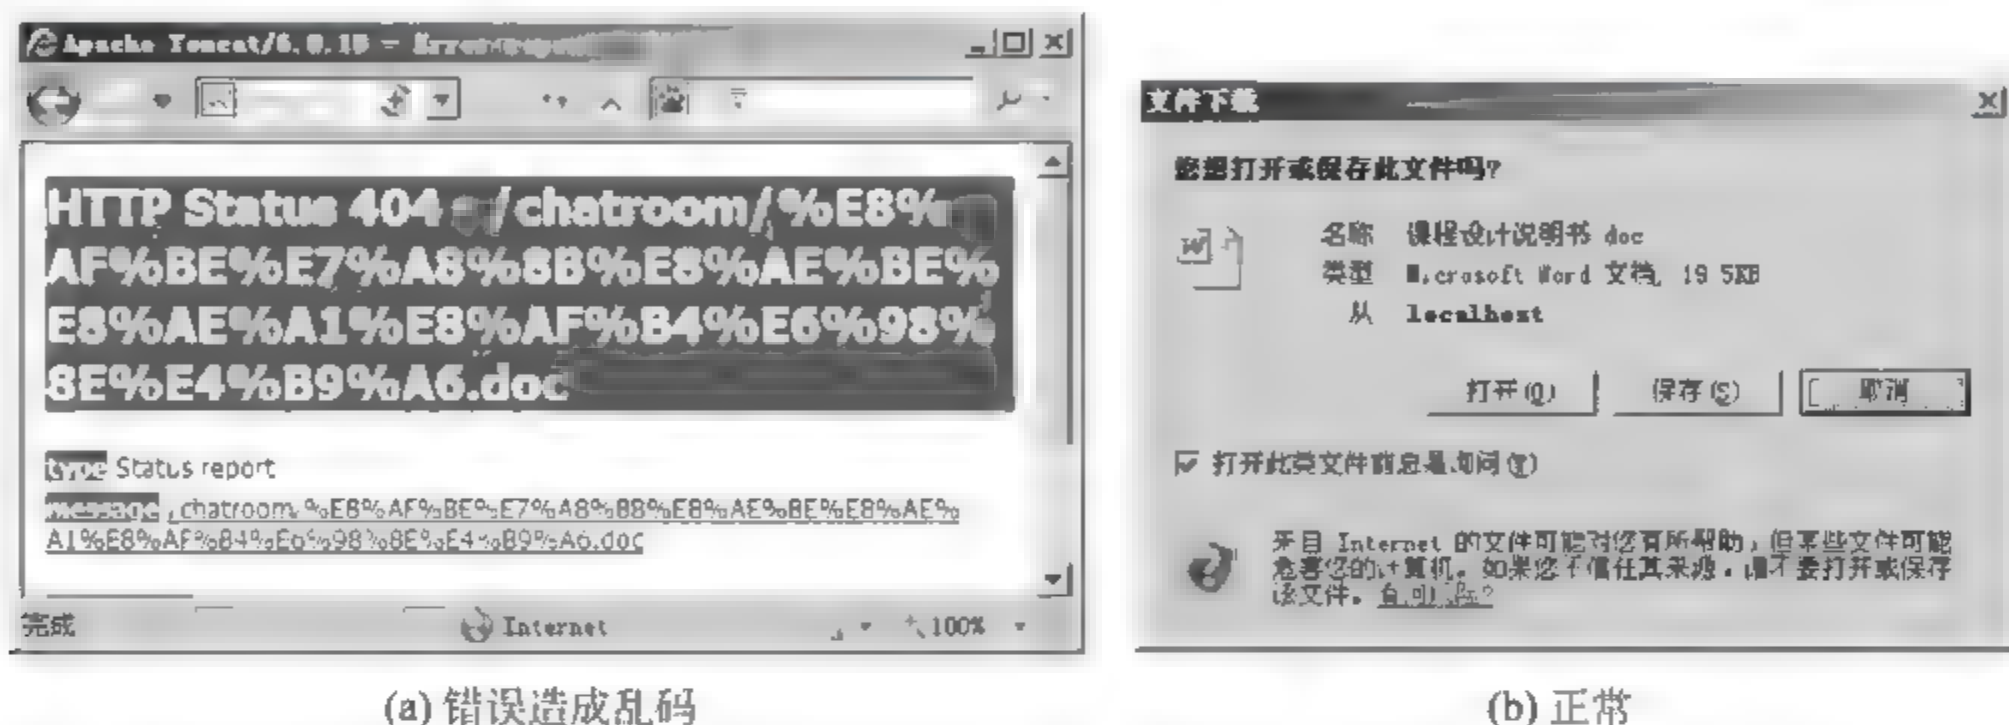 Apache Tomcat/6.0.18 - Error report
HTTP Status 404 - /chatroom/%E8%
AF%BE%E7%A8%8B%E8%AE%BE%
E8%AE%A1%E8%AF%B4%E6%98%
8E%E4%B9%A6.doc
type Status report
message /chatroom/%E8%AF%BE%E7%A8%8B%E8%AE%BE%E8%AE%
A1%E8%AF%B4%E6%98%8E%E4%B9%A6.doc
完成
Internet
100%
(a) 错误造成乱码
文件下载
您想打开或保存此文件吗?
名称 课程设计说明书 doc
类型 Microsoft Word 文档, 19.5KB
从 localhost
打开(O)
保存(S)
取消
打开此类文件前总是询问(W)
来自 Internet 的文件可能对您有所帮助，但某些文件可能
危害您的计算机。如果您不信任其来源，请不要打开或保存
该文件。有何风险?
(b) 正常